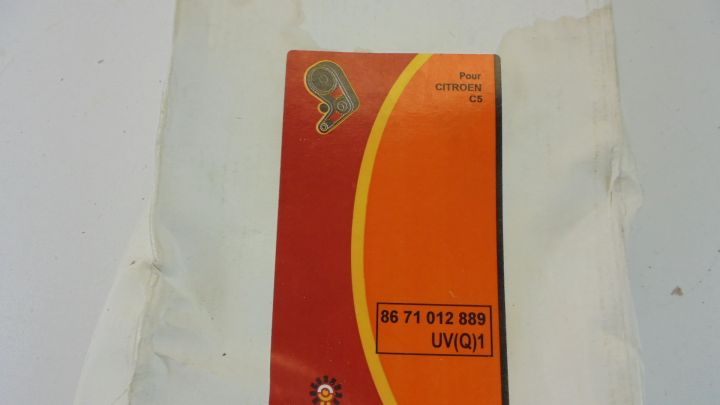 Pour
CITROEN
C5
86 71 012 889
UV(Q)1